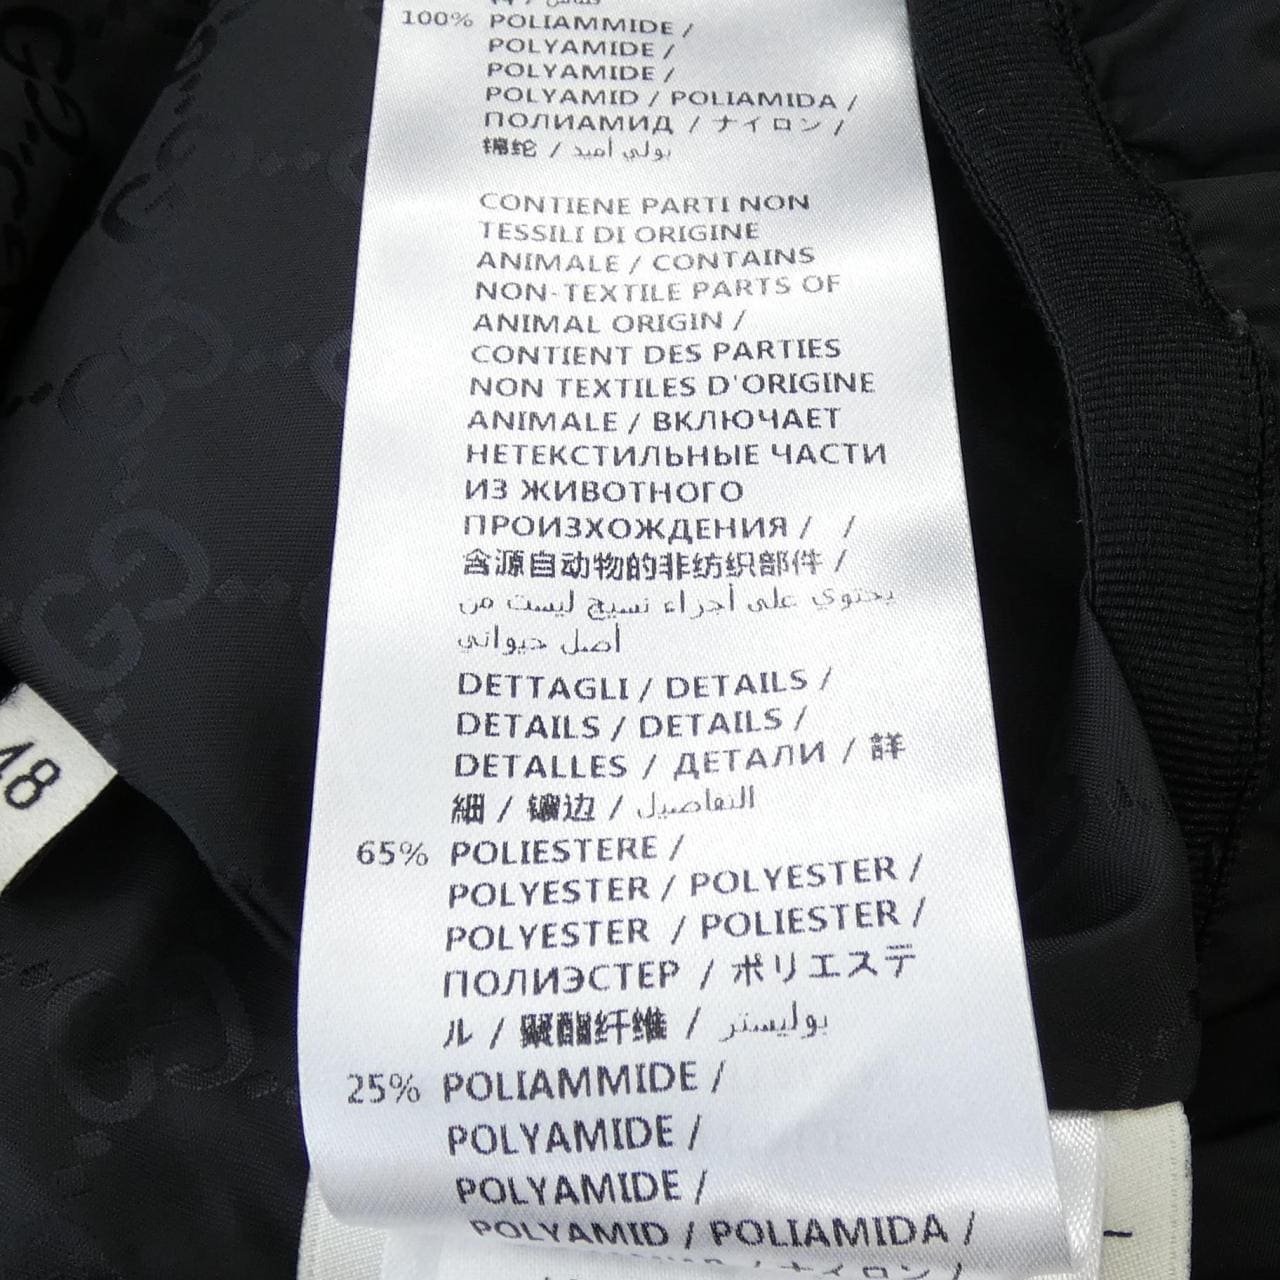 100% POLIAMMIDE /
POLYAMIDE /
POLYAMIDE /
POLYAMID / POLIAMIDA /
ПОЛИАМИД / ナイロン /
锦纶 / بولي أميد
CONTIENE PARTI NON
TESSILI DI ORIGINE
ANIMALE / CONTAINS
NON-TEXTILE PARTS OF
ANIMAL ORIGIN /
CONTIENT DES PARTIES
NON TEXTILES D'ORIGINE
ANIMALE / ВКЛЮЧАЕТ
НЕТЕКСТИЛЬНЫЕ ЧАСТИ
ИЗ ЖИВОТНОГО
ПРОИЗХОЖДЕНИЯ / /
含源自动物的非纺织部件 /
يحتوي على أجزاء نسيج ليست من
أصل حيواني
DETTAGLI / DETAILS /
DETAILS / DETAILS /
DETALLES / ДЕТАЛИ / 詳
細 / 镶边 / التفاصيل
65% POLIESTERE /
POLYESTER / POLYESTER /
POLYESTER / POLIESTER /
ПОЛИЭСТЕР / ポリエステ
ル / 聚酯纤维 / بوليستر
25% POLIAMMIDE /
POLYAMIDE /
POLYAMIDE /
POLYAMID / POLIAMIDA /
48